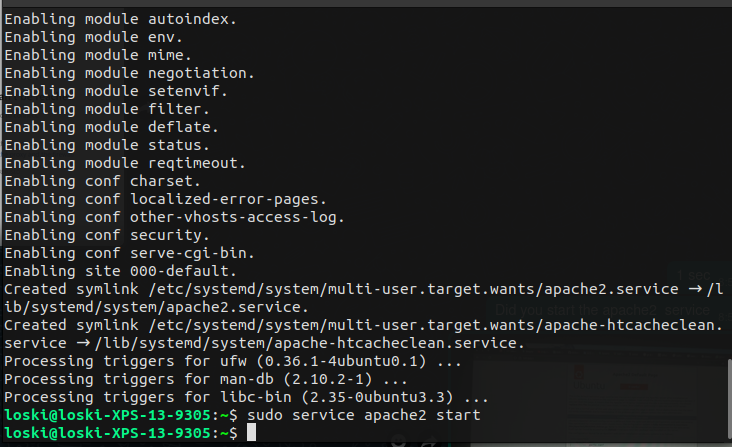 Enabling module autoindex.
Enabling module env.
Enabling module mime.
Enabling module negotiation.
Enabling module setenvif.
Enabling module filter.
Enabling module deflate.
Enabling module status.
Enabling module reqtimeout.
Enabling conf charset.
Enabling conf localized-error-pages.
Enabling conf other-vhosts-access-log.
Enabling conf security.
Enabling conf serve-cgi-bin.
Enabling site 000-default.
Created symlink /etc/systemd/system/multi-user.target.wants/apache2.service → /l
ib/systemd/system/apache2.service.
Created symlink /etc/systemd/system/multi-user.target.wants/apache-htcacheclean.
service → /lib/systemd/system/apache-htcacheclean.service.
Processing triggers for ufw (0.36.1-4ubuntu0.1) ...
Processing triggers for man-db (2.10.2-1) ...
Processing triggers for libc-bin (2.35-0ubuntu3.3) ...
loski@loski-XPS-13-9305:~$ sudo service apache2 start
loski@loski-XPS-13-9305:~$